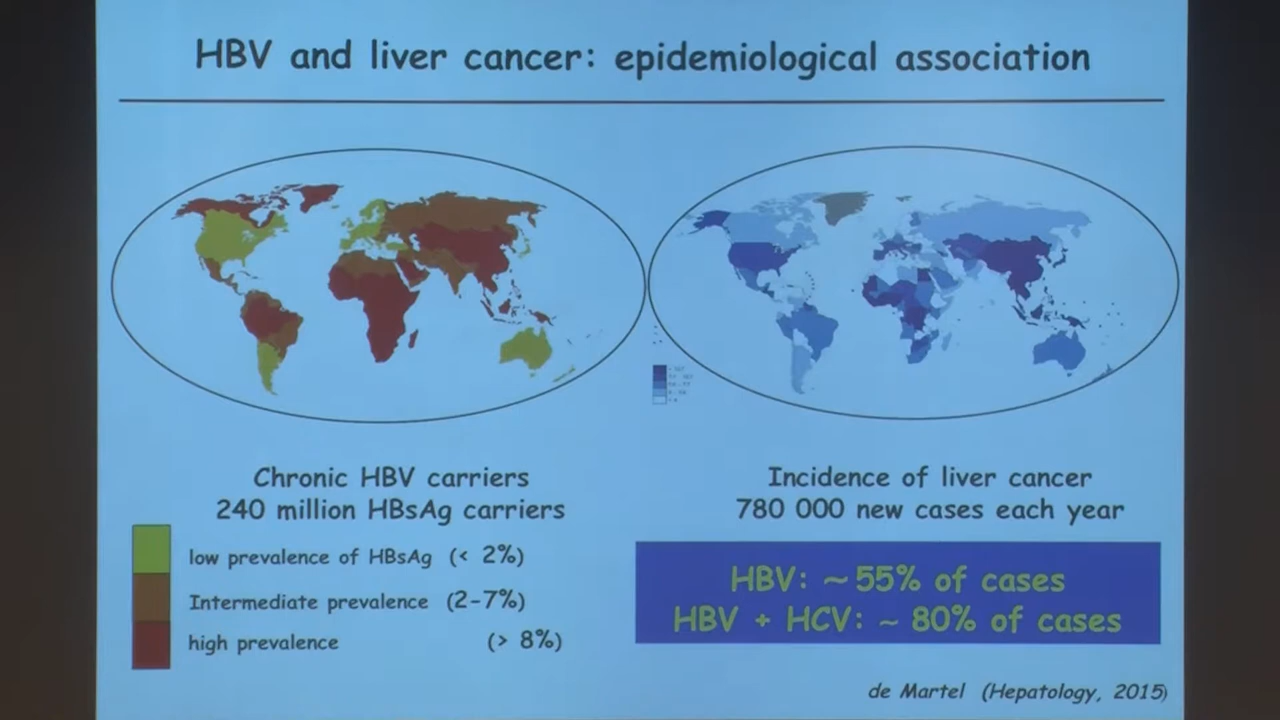 HBV and liver cancer: epidemiological association
Chronic HBV carriers
240 million HBsAg carriers
low prevalence of HBsAg (< 2%)
Intermediate prevalence (2-7%)
high prevalence (> 8%)
Incidence of liver cancer
780 000 new cases each year
HBV: ~ 55% of cases
HBV + HCV: ~ 80% of cases
de Martel (Hepatology, 2015)